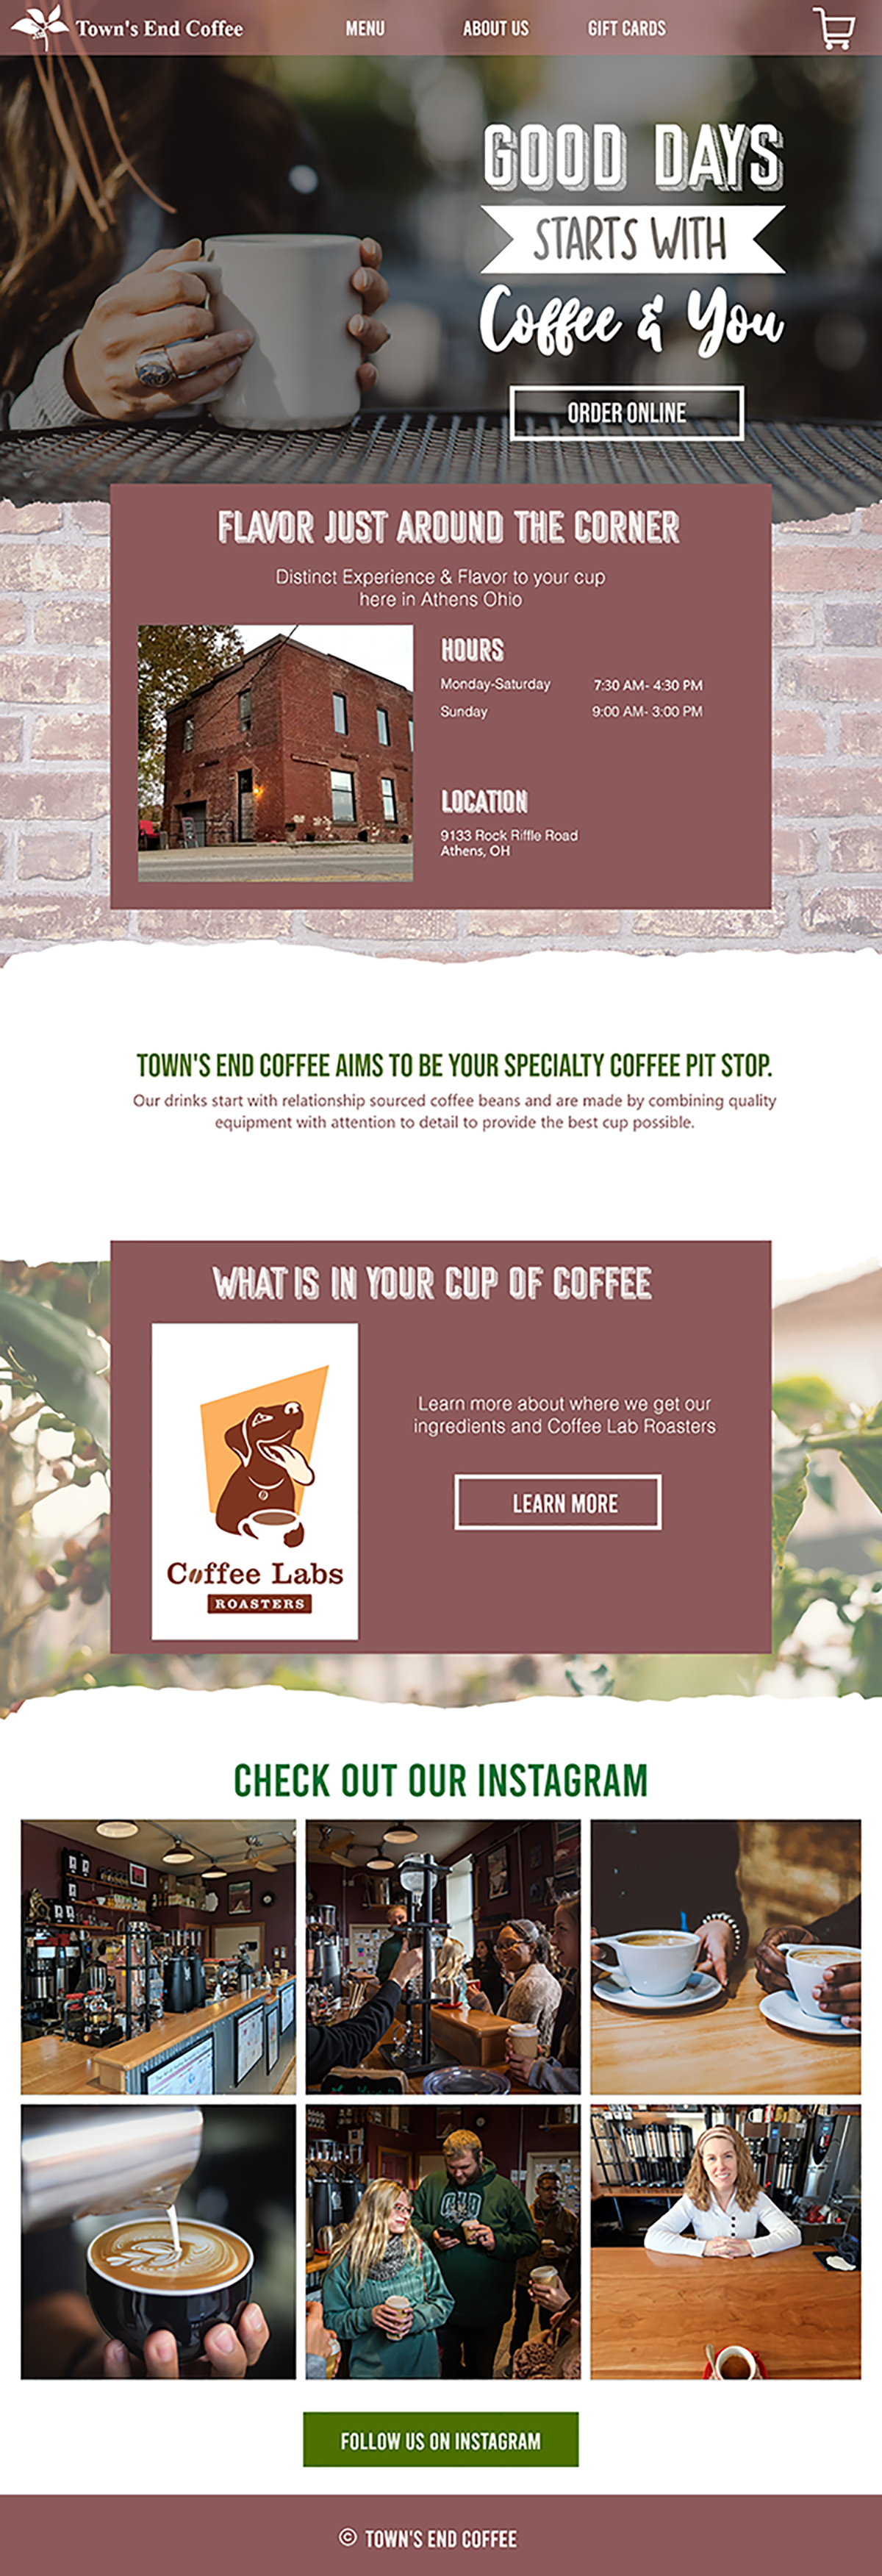 Town's End Coffee
MENU
ABOUT US
GIFT CARDS
GOOD DAYS
STARTS WITH
Coffee & You
ORDER ONLINE
FLAVOR JUST AROUND THE CORNER
Distinct Experience & Flavor to your cup
here in Athens Ohio
HOURS
Monday-Saturday 7:30 AM- 4:30 PM
Sunday 9:00 AM- 3:00 PM
LOCATION
9133 Rock Riffle Road
Athens, OH
TOWN'S END COFFEE AIMS TO BE YOUR SPECIALTY COFFEE PIT STOP.
Our drinks start with relationship sourced coffee beans and are made by combining quality
equipment with attention to detail to provide the best cup possible.
WHAT IS IN YOUR CUP OF COFFEE
Learn more about where we get our
ingredients and Coffee Lab Roasters
LEARN MORE
Coffee Labs
ROASTERS
CHECK OUT OUR INSTAGRAM
FOLLOW US ON INSTAGRAM
© TOWN'S END COFFEE